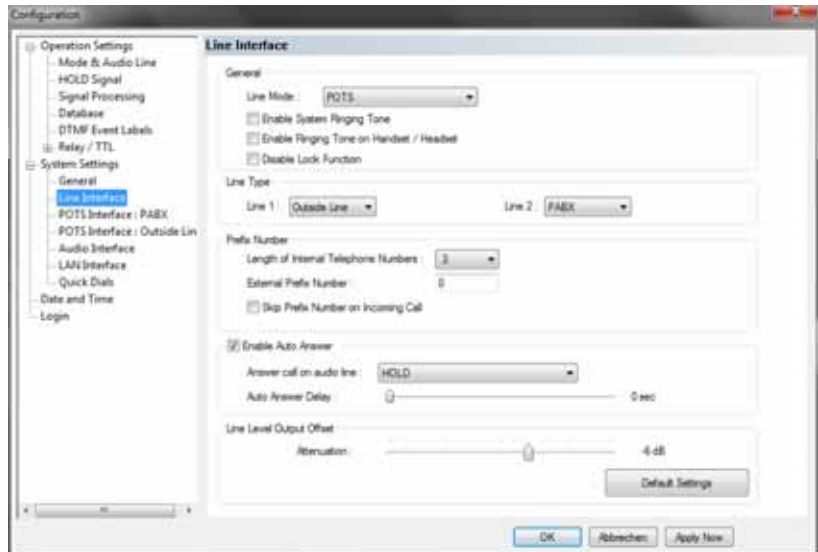 Configuration
Operation Settings
Mode & Audio Line
HOLD Signal
Signal Processing
Database
DTMF Event Labels
Relay / TTL
System Settings
General
Line Interface
POTS Interface : PABX
POTS Interface : Outside Lin
Audio Interface
LAN Interface
Quick Dials
Date and Time
Login
Line Interface
General
Line Mode : POTS
Enable System Ringing Tone
Enable Ringing Tone on Handset / Headset
Disable Lock Function
Line Type
Line 1 : Outside Line Line 2 : PABX
Prefix Number
Length of Internal Telephone Numbers : 3
External Prefix Number : 0
Skip Prefix Number on Incoming Call
Enable Auto Answer
Answer call on audio line : HOLD
Auto Answer Delay : 0 sec
Line Level Output Offset
Attenuation : -6 dB
Default Settings
OK Abbrechen Apply Now